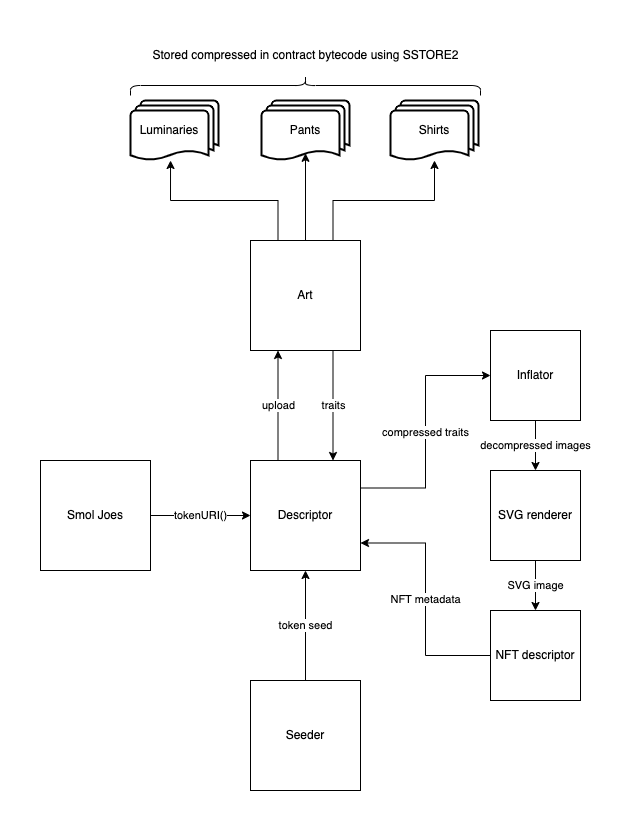 Stored compressed in contract bytecode using SSTORE2
Luminaries
Pants
Shirts
Art
Inflator
upload
traits
compressed traits
decompressed images
Smol Joes
tokenURI()
Descriptor
SVG renderer
SVG image
NFT metadata
token seed
NFT descriptor
Seeder